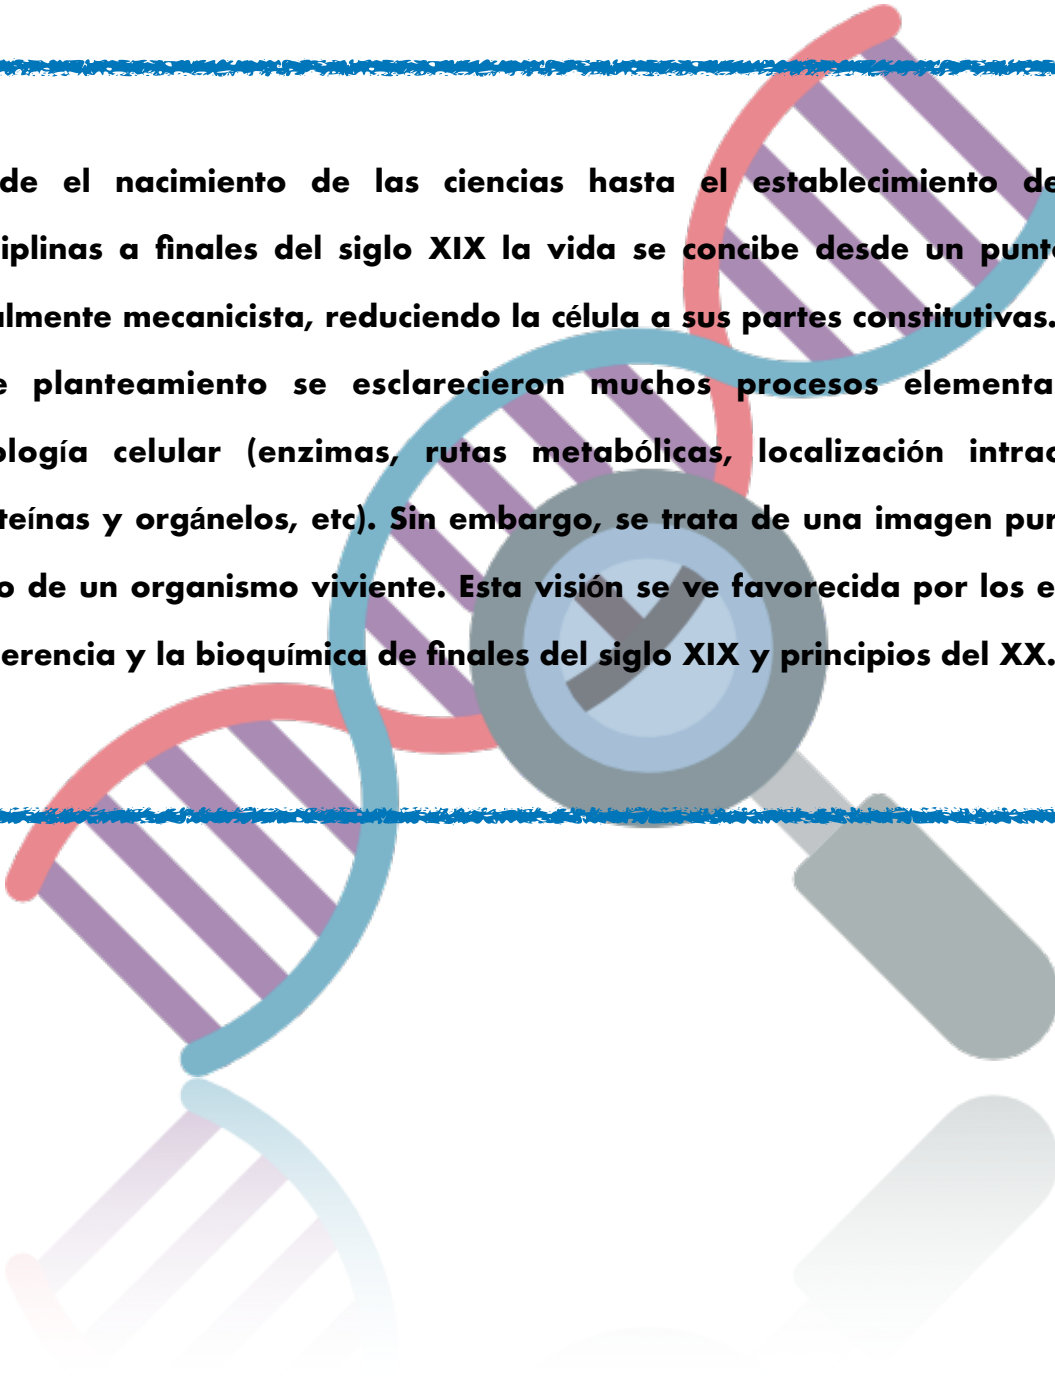 de el nacimiento de las ciencias hasta el establecimiento de
iplinas a finales del siglo XIX la vida se concibe desde un punto
almente mecanicista, reduciendo la célula a sus partes constitutivas.
e planteamiento se esclarecieron muchos procesos elementa
ología celular (enzimas, rutas metabólicas, localización intrac
teínas y orgánelos, etc). Sin embargo, se trata de una imagen pur
o de un organismo viviente. Esta visión se ve favorecida por los e
erencia y la bioquímica de finales del siglo XIX y principios del XX.